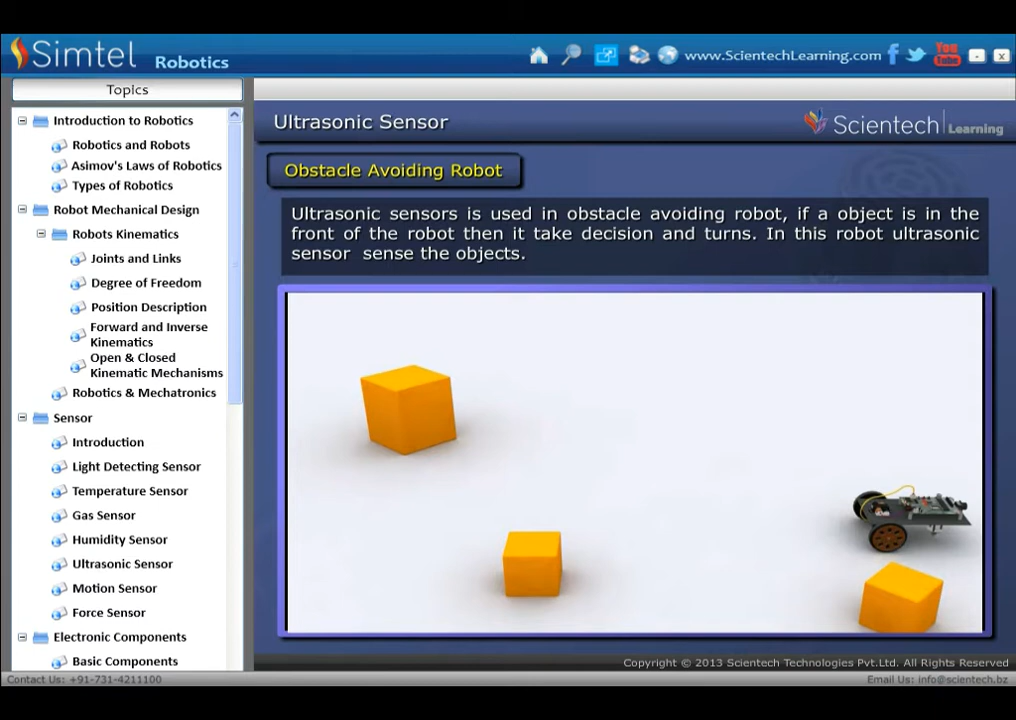 Simtel Robotics
www.ScientechLearning.com
You
Tube
Topics
Introduction to Robotics
Robotics and Robots
Asimov's Laws of Robotics
Types of Robotics
Robot Mechanical Design
Robots Kinematics
Joints and Links
Degree of Freedom
Position Description
Forward and Inverse
Kinematics
Open & Closed
Kinematic Mechanisms
Robotics & Mechatronics
Sensor
Introduction
Light Detecting Sensor
Temperature Sensor
Gas Sensor
Humidity Sensor
Ultrasonic Sensor
Motion Sensor
Force Sensor
Electronic Components
Basic Components
Ultrasonic Sensor
Scientech Learning
Obstacle Avoiding Robot
Ultrasonic sensors is used in obstacle avoiding robot, if a object is in the
front of the robot then it take decision and turns. In this robot ultrasonic
sensor sense the objects.
Copyright © 2013 Scientech Technologies Pvt.Ltd. All Rights Reserved
Contact Us: +91-731-4211100
Email Us: info@scientech.bz